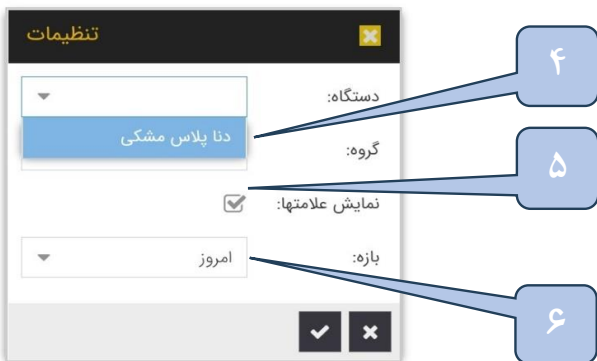 تنظیمات
دستگاه:
دنا پلاس مشکی
گروه:
نمایش علامتها:
بازه: امروز
۴
۵
۶